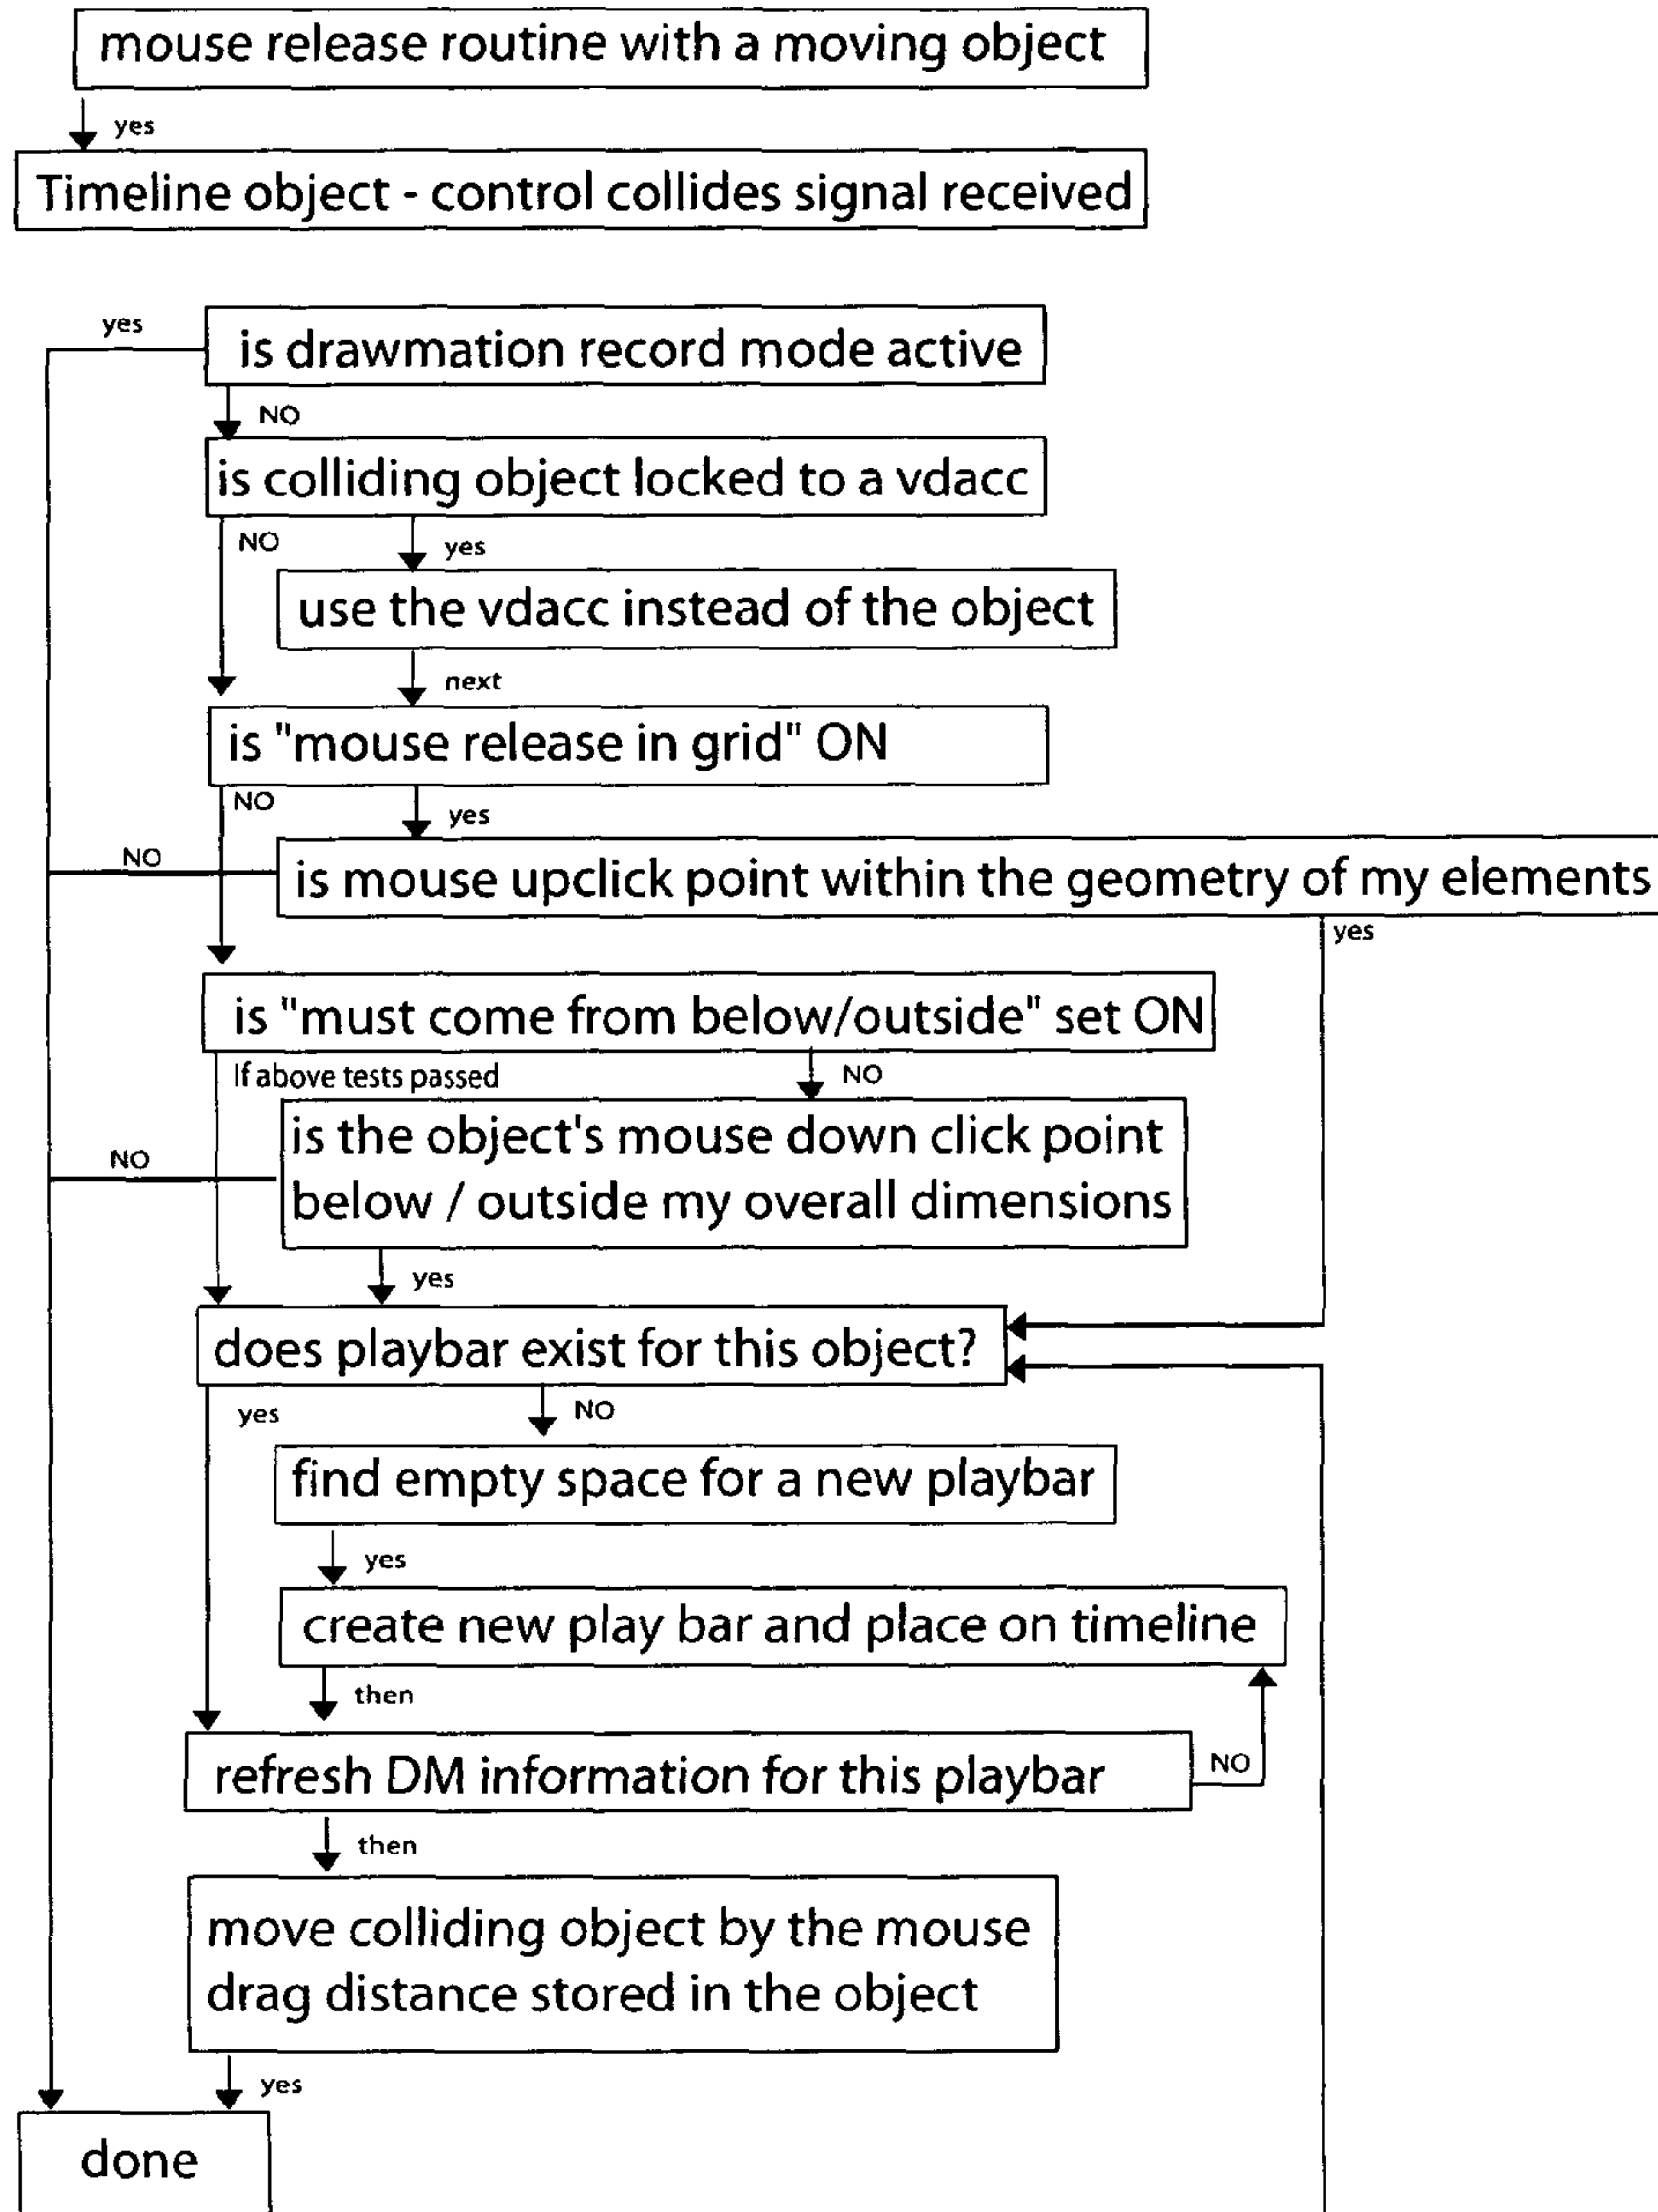 mouse release routine with a moving object
yes
Timeline object - control collides signal received
yes
is drawmation record mode active
NO
is colliding object locked to a vdacc
NO
yes
use the vdacc instead of the object
next
is "mouse release in grid" ON
NO
yes
NO
is mouse upclick point within the geometry of my elements
yes
is "must come from below/outside" set ON
If above tests passed
NO
is the object's mouse down click point
below / outside my overall dimensions
NO
yes
does playbar exist for this object?
yes
NO
find empty space for a new playbar
yes
create new play bar and place on timeline
then
refresh DM information for this playbar
NO
then
move colliding object by the mouse
drag distance stored in the object
yes
done